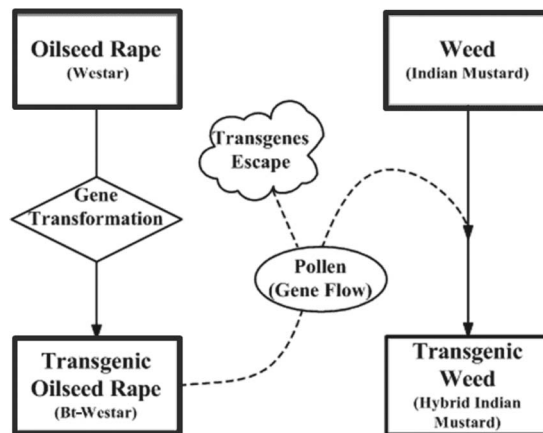 Oilseed Rape
(Westar)
Weed
(Indian Mustard)
Transgenes
Escape
Gene
Transformation
Pollen
(Gene Flow)
Transgenic
Oilseed Rape
(Bt-Westar)
Transgenic
Weed
(Hybrid Indian
Mustard)